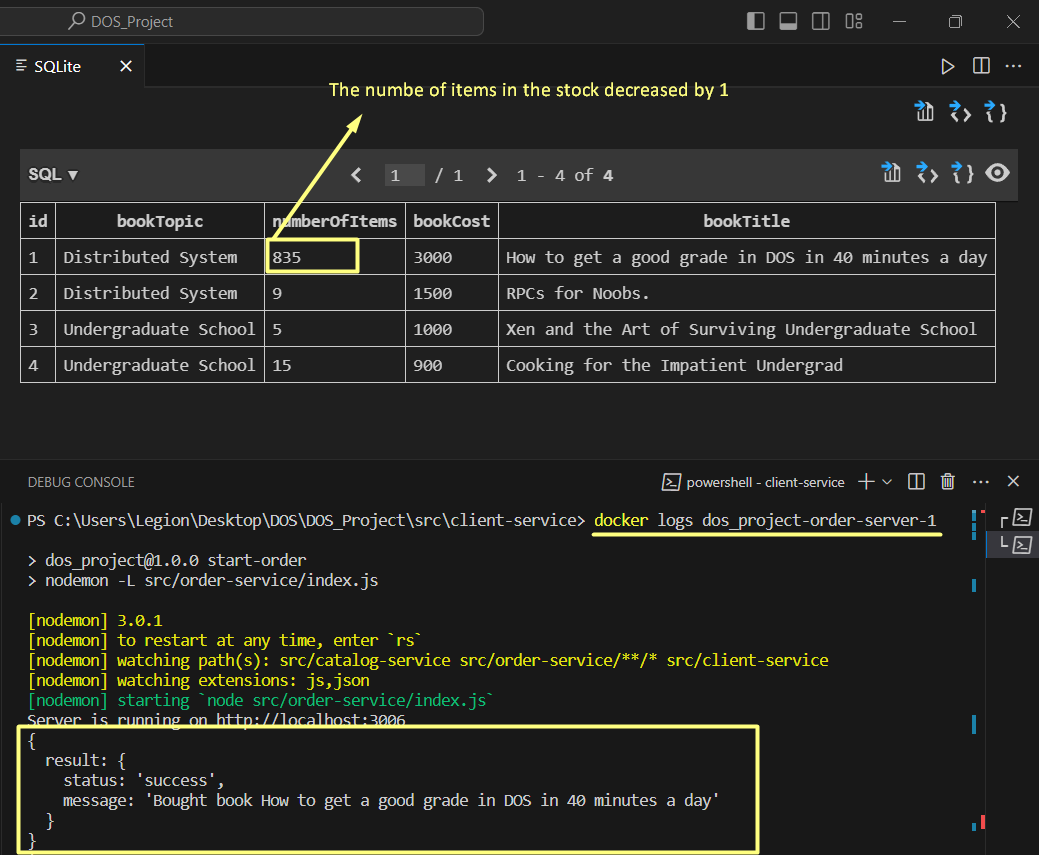 DOS_Project
SQLite
The numbe of items in the stock decreased by 1
SQL ▼ 1 / 1 1 - 4 of 4
id bookTopic numberOfItems bookCost bookTitle
1 Distributed System 835 3000 How to get a good grade in DOS in 40 minutes a day
2 Distributed System 9 1500 RPCs for Noobs.
3 Undergraduate School 5 1000 Xen and the Art of Surviving Undergraduate School
4 Undergraduate School 15 900 Cooking for the Impatient Undergrad
DEBUG CONSOLE powershell - client-service
PS C:\Users\Legion\Desktop\DOS\DOS_Project\src\client-service> docker logs dos_project-order-server-1
> dos_project@1.0.0 start-order
> nodemon -L src/order-service/index.js
[nodemon] 3.0.1
[nodemon] to restart at any time, enter `rs`
[nodemon] watching path(s): src/catalog-service src/order-service/**/* src/client-service
[nodemon] watching extensions: js,json
[nodemon] starting `node src/order-service/index.js`
Server is running on http://localhost:3006
{
result: {
status: 'success',
message: 'Bought book How to get a good grade in DOS in 40 minutes a day'
}
}